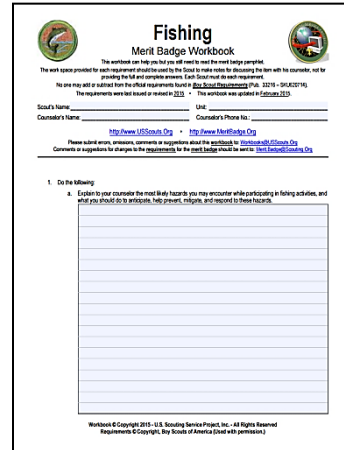 Fishing
Merit Badge Workbook
This workbook can help you but you still need to read the merit badge pamphlet.
The work space provided for each requirement should be used by the Scout to make notes for discussing the item with his counselor, not for
providing the full and complete answers. Each Scout must do each requirement.
No one may add or subtract from the official requirements found in Boy Scout Requirements (Pub. 33216 – SKU620714).
The requirements were last issued or revised in 2015 • This workbook was updated in February 2015.
Scout's Name: Unit:
Counselor's Name: Counselor's Phone No.:
http://www.USScouts.Org • http://www.MeritBadge.Org
Please submit errors, omissions, comments or suggestions about this workbook to: Workbooks@USScouts.Org
Comments or suggestions for changes to the requirements for the merit badge should be sent to: Merit.Badge@Scouting.Org
1. Do the following:
a. Explain to your counselor the most likely hazards you may encounter while participating in fishing activities, and
what you should do to anticipate, help prevent, mitigate, and respond to these hazards.
Workbook © Copyright 2015 - U.S. Scouting Service Project, Inc. - All Rights Reserved
Requirements © Copyright, Boy Scouts of America (Used with permission.)